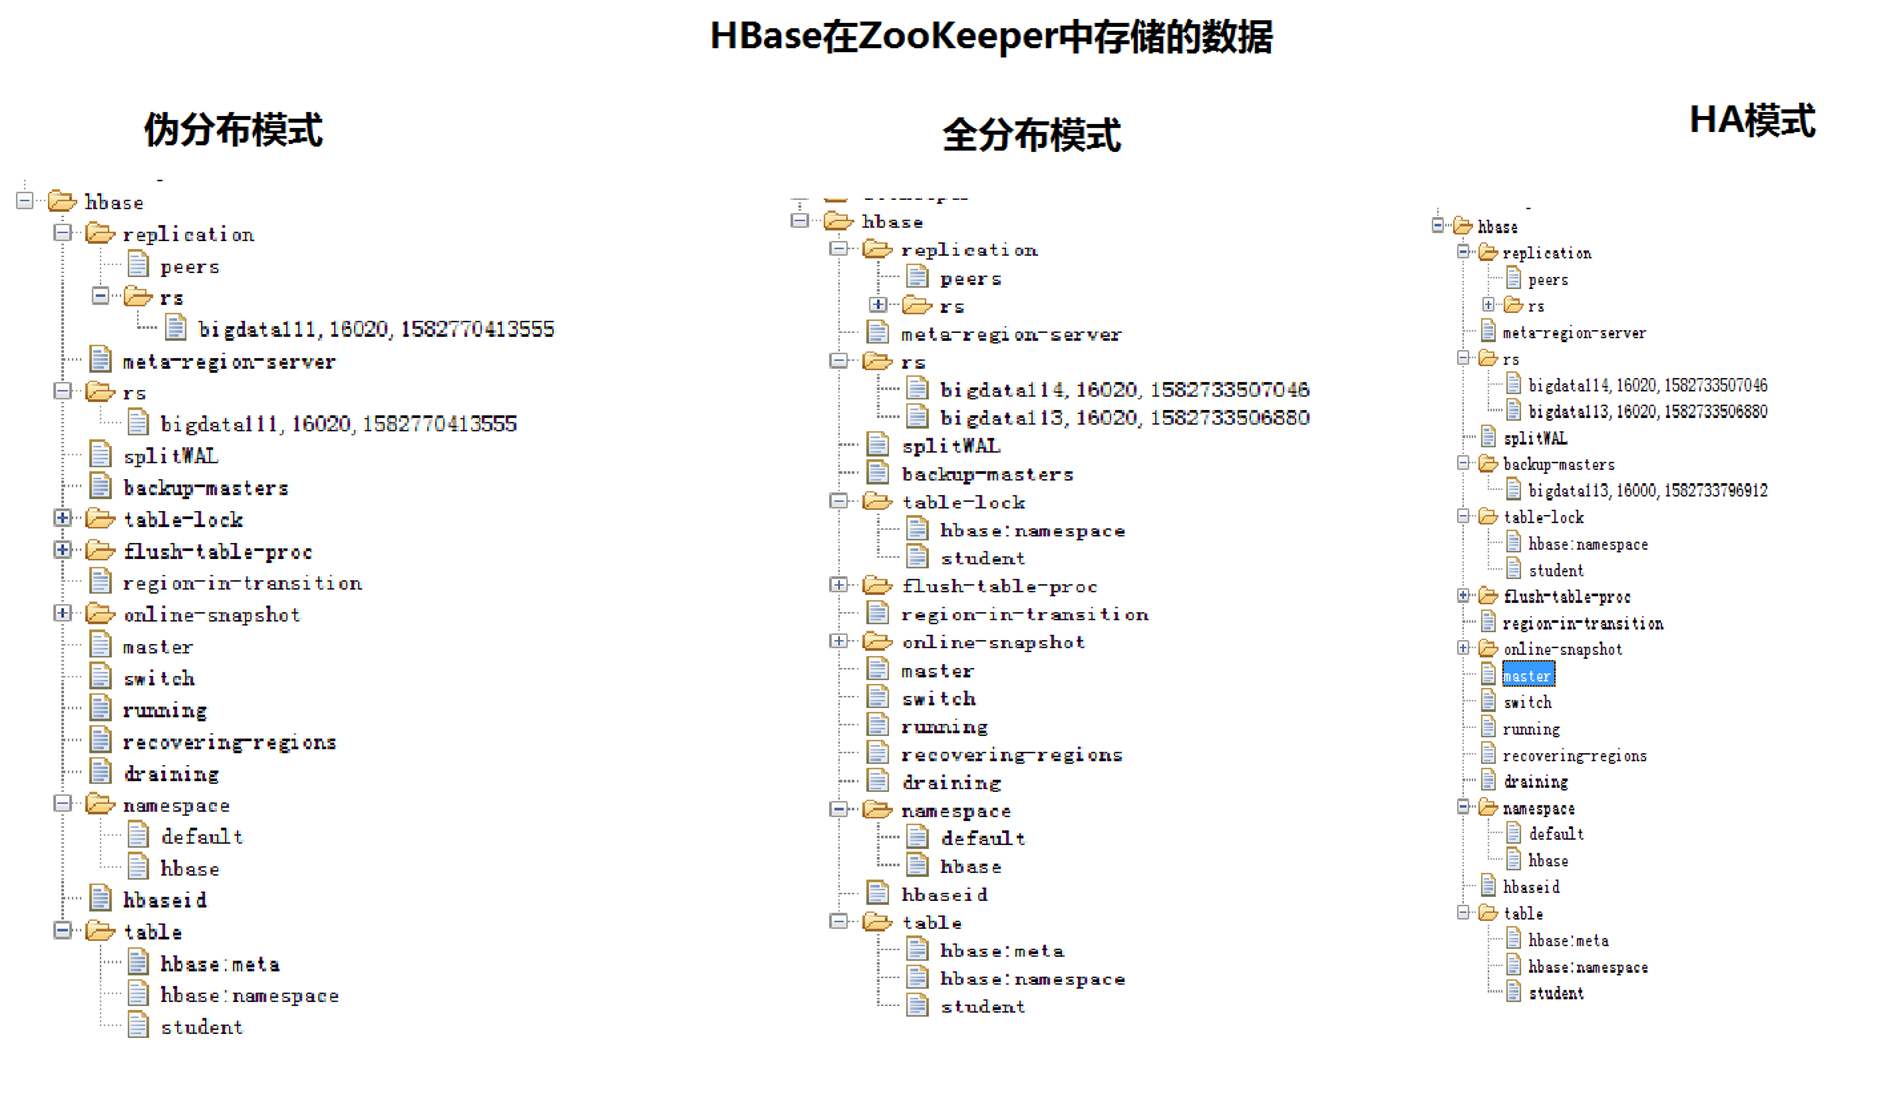 HBase在ZooKeeper中存储的数据
伪分布模式
hbase
replication
peers
rs
bigdata111,16020,1582770413555
meta-region-server
rs
bigdata111,16020,1582770413555
splitWAL
backup-masters
table-lock
flush-table-proc
region-in-transition
online-snapshot
master
switch
running
recovering-regions
draining
namespace
default
hbase
hbaseid
table
hbase:meta
hbase:namespace
student
全分布模式
hbase
replication
peers
rs
meta-region-server
rs
bigdata114,16020,1582733507046
bigdata113,16020,1582733506880
splitWAL
backup-masters
table-lock
hbase:namespace
student
flush-table-proc
region-in-transition
online-snapshot
master
switch
running
recovering-regions
draining
namespace
default
hbase
hbaseid
table
hbase:meta
hbase:namespace
student
HA模式
hbase
replication
peers
rs
meta-region-server
rs
bigdata114,16020,1582733507046
bigdata113,16020,1582733506880
splitWAL
backup-masters
bigdata113,16000,1582733796912
table-lock
hbase:namespace
student
flush-table-proc
region-in-transition
online-snapshot
master
switch
running
recovering-regions
draining
namespace
default
hbase
hbaseid
table
hbase:meta
hbase:namespace
student